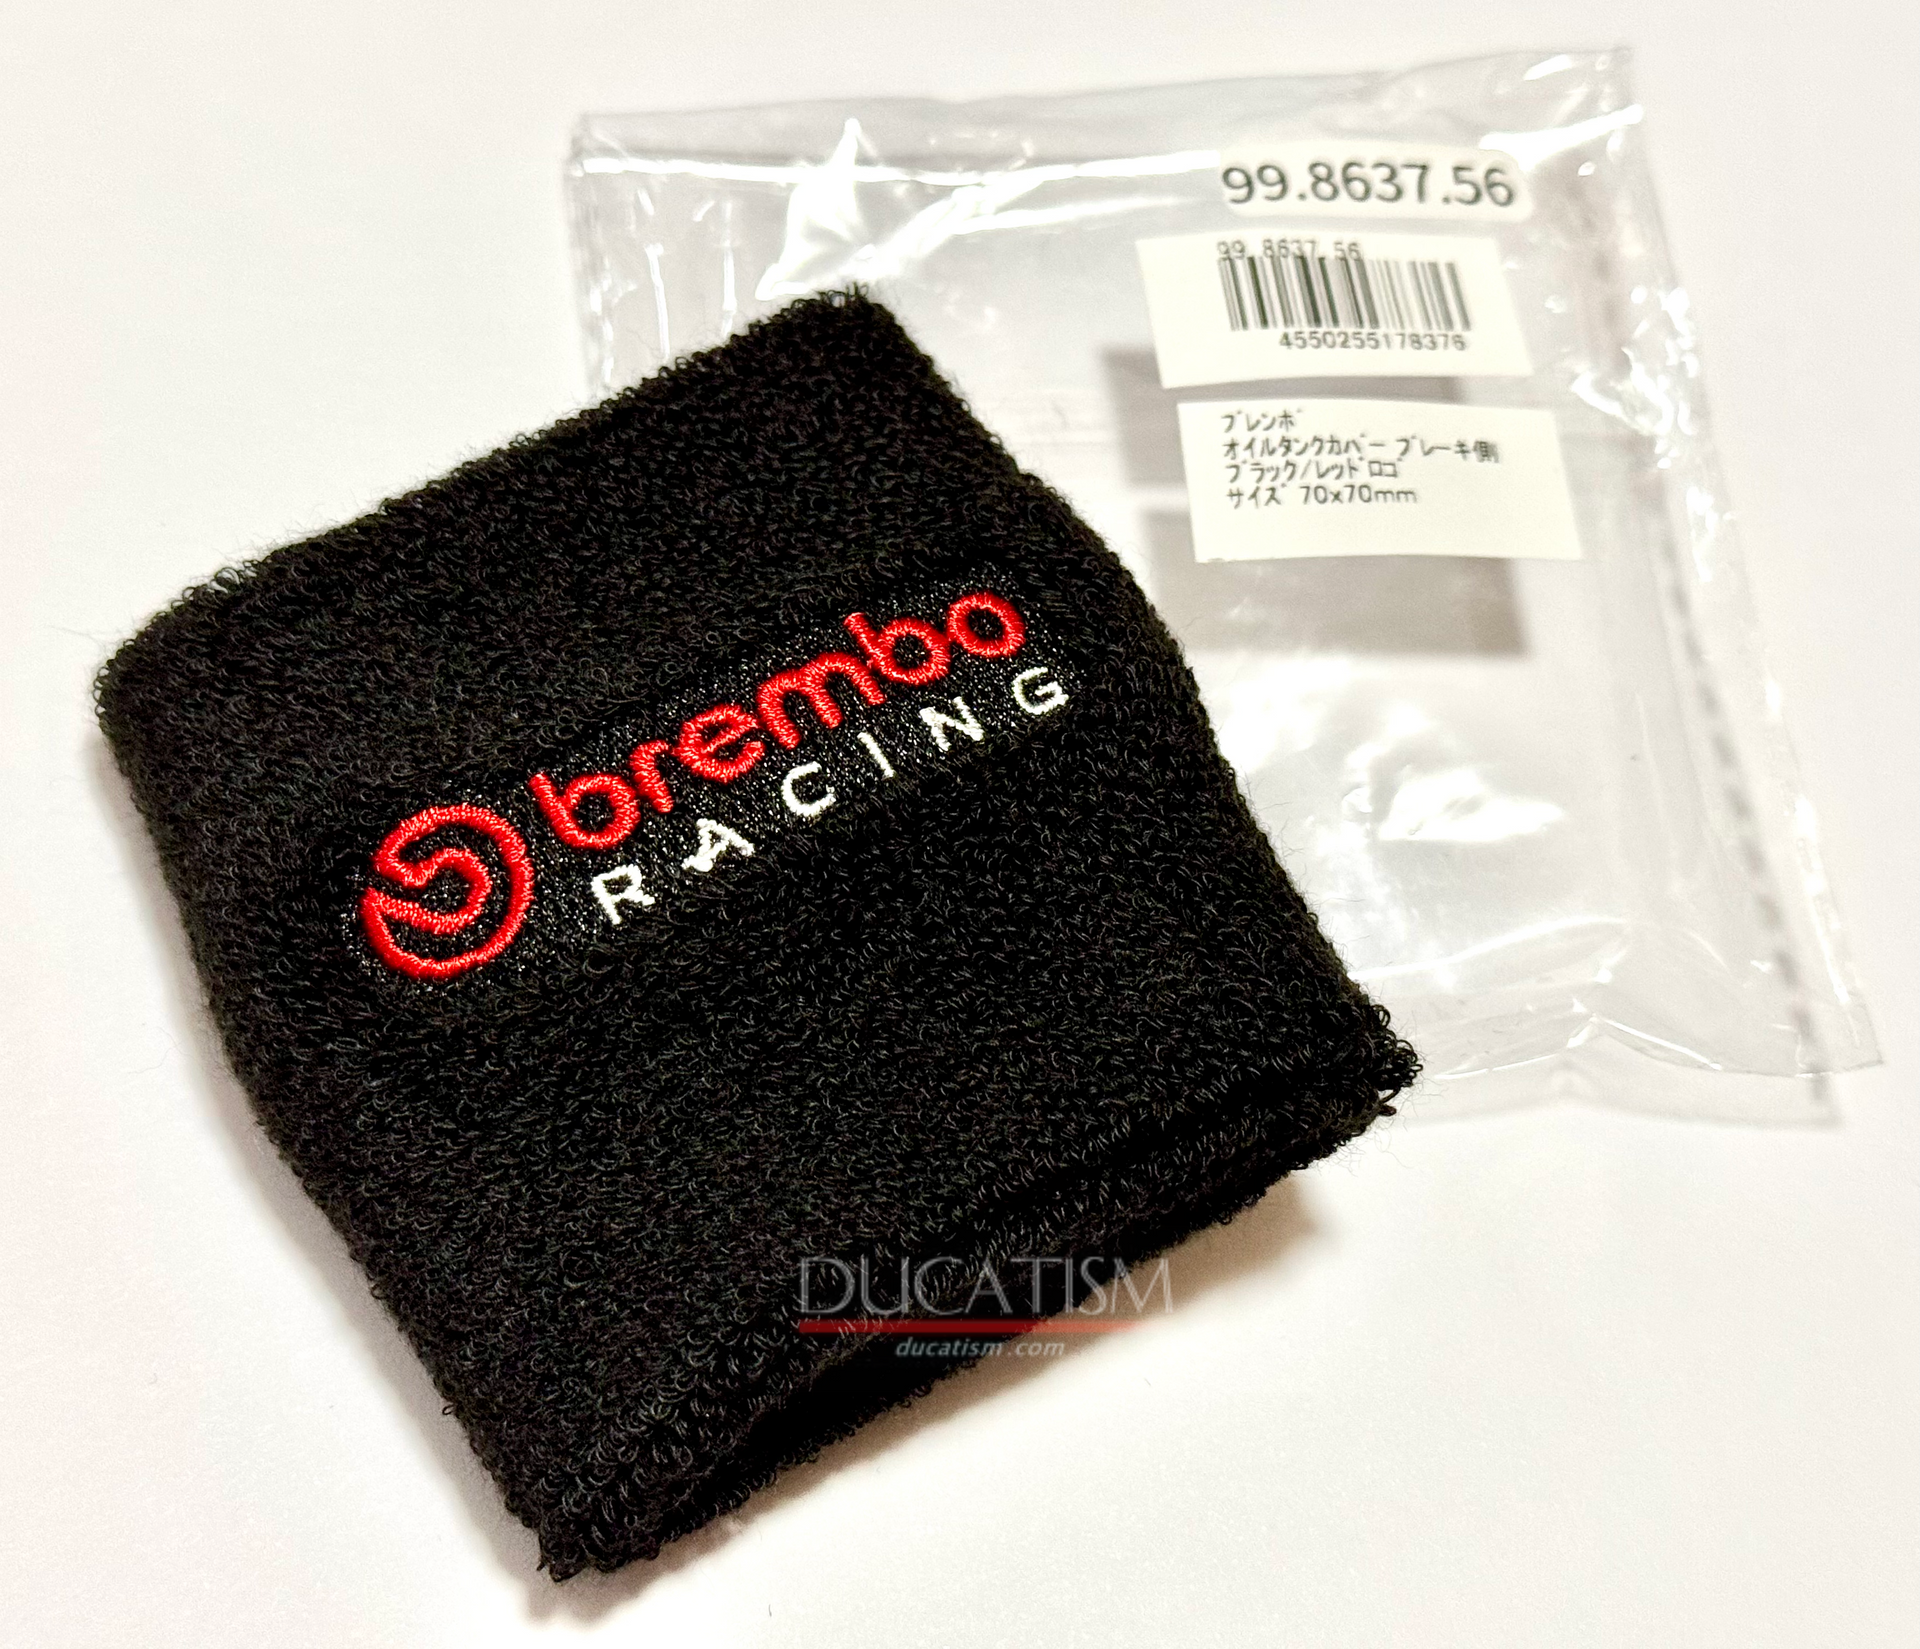 99.8637.56
99.8637.56
4550255178376
ﾌﾞﾚﾝﾎﾞ
ｵｲﾙﾀﾝｸｶﾊﾞｰ ﾌﾞﾚｰｷ側
ﾌﾞﾗｯｸ/ﾚｯﾄﾞﾛｺﾞ
ｻｲｽﾞ 70x70mm
brembo
RACING
DUCATISM
ducatism.com